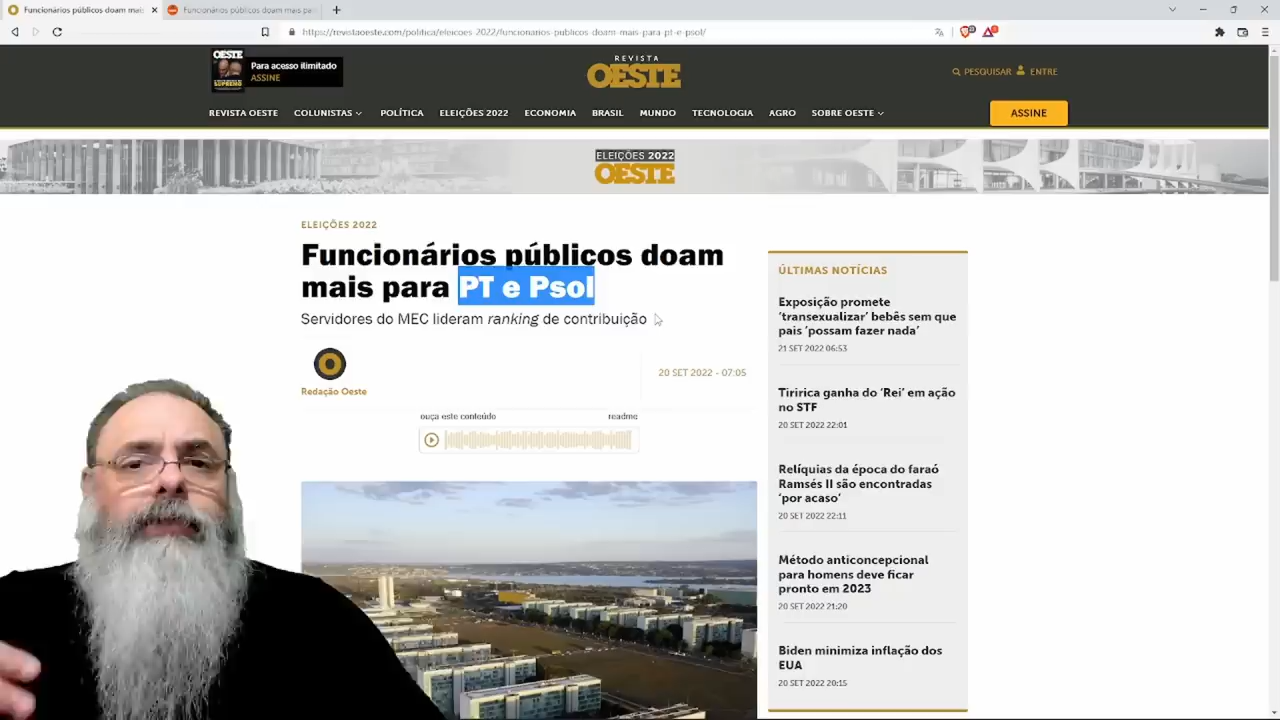 Funcionários públicos doam mais
Funcionários públicos doam mais pa
https://revistaoeste.com/politica/eleicoes-2022/funcionarios-publicos-doam-mais-para-pt-e-psol/
OESTE
Para acesso ilimitado
ASSINE
REVISTA
OESTE
PESQUISAR
ENTRE
REVISTA OESTE COLUNISTAS POLÍTICA ELEIÇÕES 2022 ECONOMIA BRASIL MUNDO TECNOLOGIA AGRO SOBRE OESTE
ASSINE
ELEIÇÕES 2022
OESTE
ELEIÇÕES 2022
Funcionários públicos doam
mais para PT e Psol
Servidores do MEC lideram ranking de contribuição
Redação Oeste
20 SET 2022 - 07:05
ouça este conteúdo
readme
ÚLTIMAS NOTÍCIAS
Exposição promete
‘transexualizar’ bebês sem que
pais ‘possam fazer nada’
21 SET 2022 06:53
Tiririca ganha do ‘Rei’ em ação
no STF
20 SET 2022 22:01
Relíquias da época do faraó
Ramsés II são encontradas
‘por acaso’
20 SET 2022 22:11
Método anticoncepcional
para homens deve ficar
pronto em 2023
20 SET 2022 21:20
Biden minimiza inflação dos
EUA
20 SET 2022 20:15